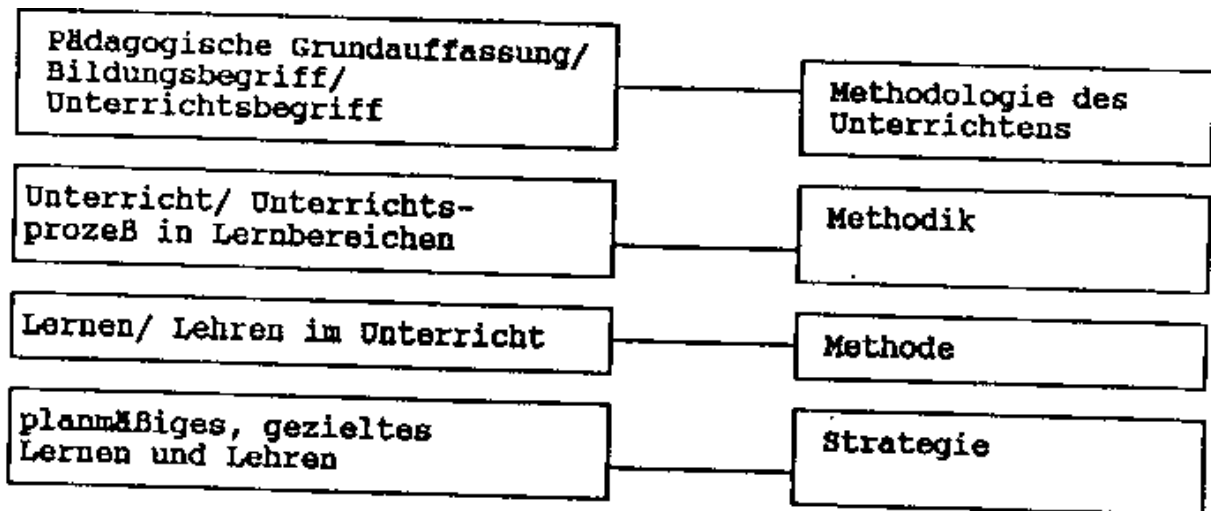 Pädagogische Grundauffassung/
Bildungsbegriff/
Unterrichtsbegriff
Methodologie des
Unterrichtens
Unterricht/ Unterrichts-
prozeß in Lernbereichen
Methodik
Lernen/ Lehren im Unterricht
Methode
planmäßiges, gezieltes
Lernen und Lehren
Strategie